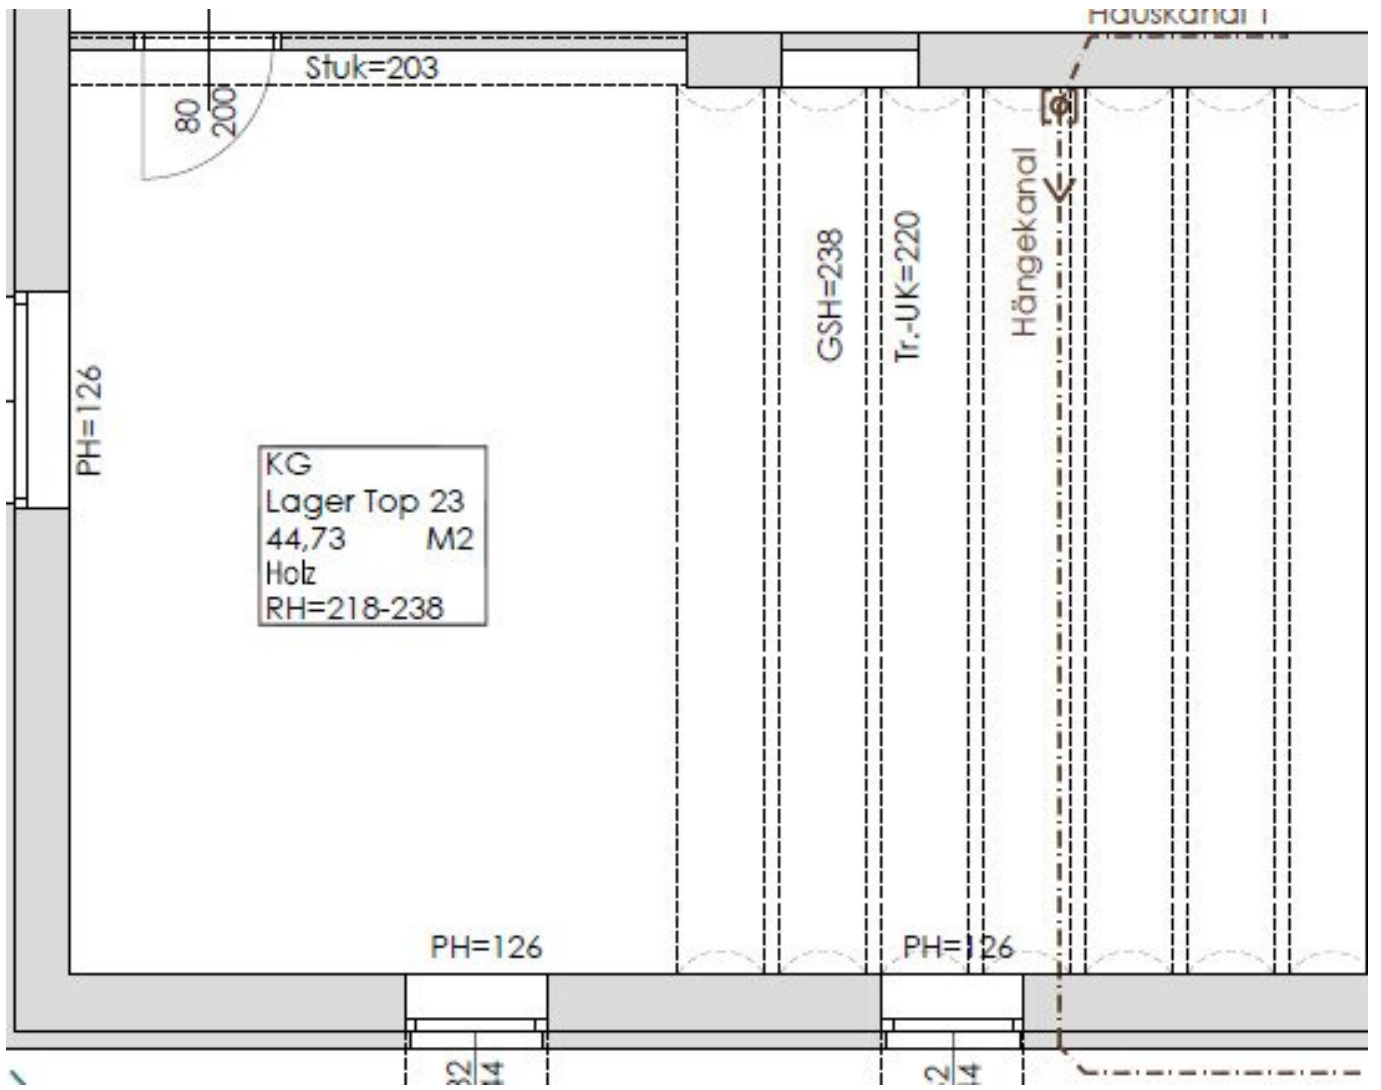 Hauskanal 1
Stuk=203
80
200
Hängekanal
GSH=238
Tr.-UK=220
PH=126
KG
Lager Top 23
44,73 M2
Holz
RH=218-238
PH=126
PH=126